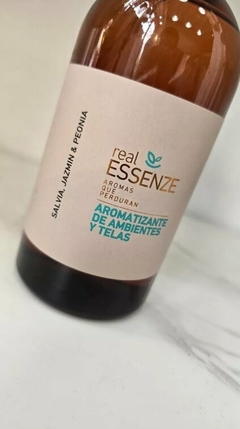 SALVIA, JAZMIN & PEONIA
real
ESSENZE
AROMAS
QUE
PERDURAN
AROMATIZANTE
DE AMBIENTES
Y TELAS